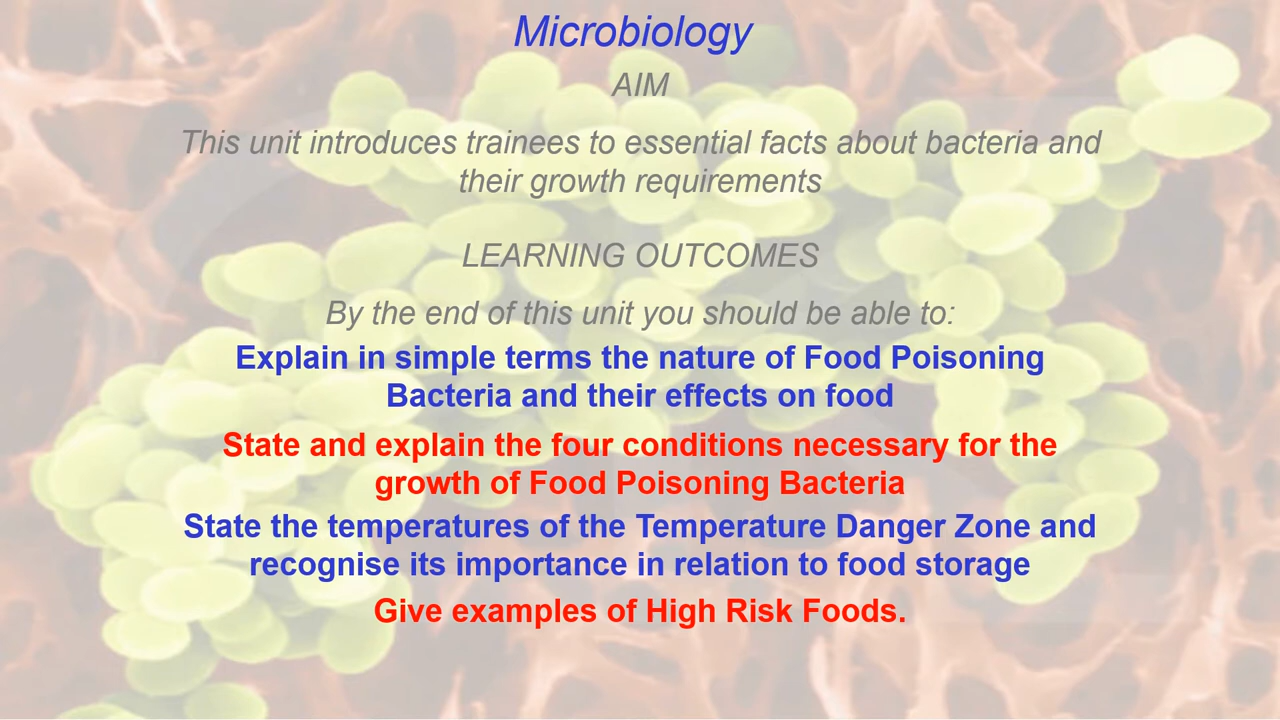 Microbiology
AIM
This unit introduces trainees to essential facts about bacteria and
their growth requirements
LEARNING OUTCOMES
By the end of this unit you should be able to:
Explain in simple terms the nature of Food Poisoning
Bacteria and their effects on food
State and explain the four conditions necessary for the
growth of Food Poisoning Bacteria
State the temperatures of the Temperature Danger Zone and
recognise its importance in relation to food storage
Give examples of High Risk Foods.